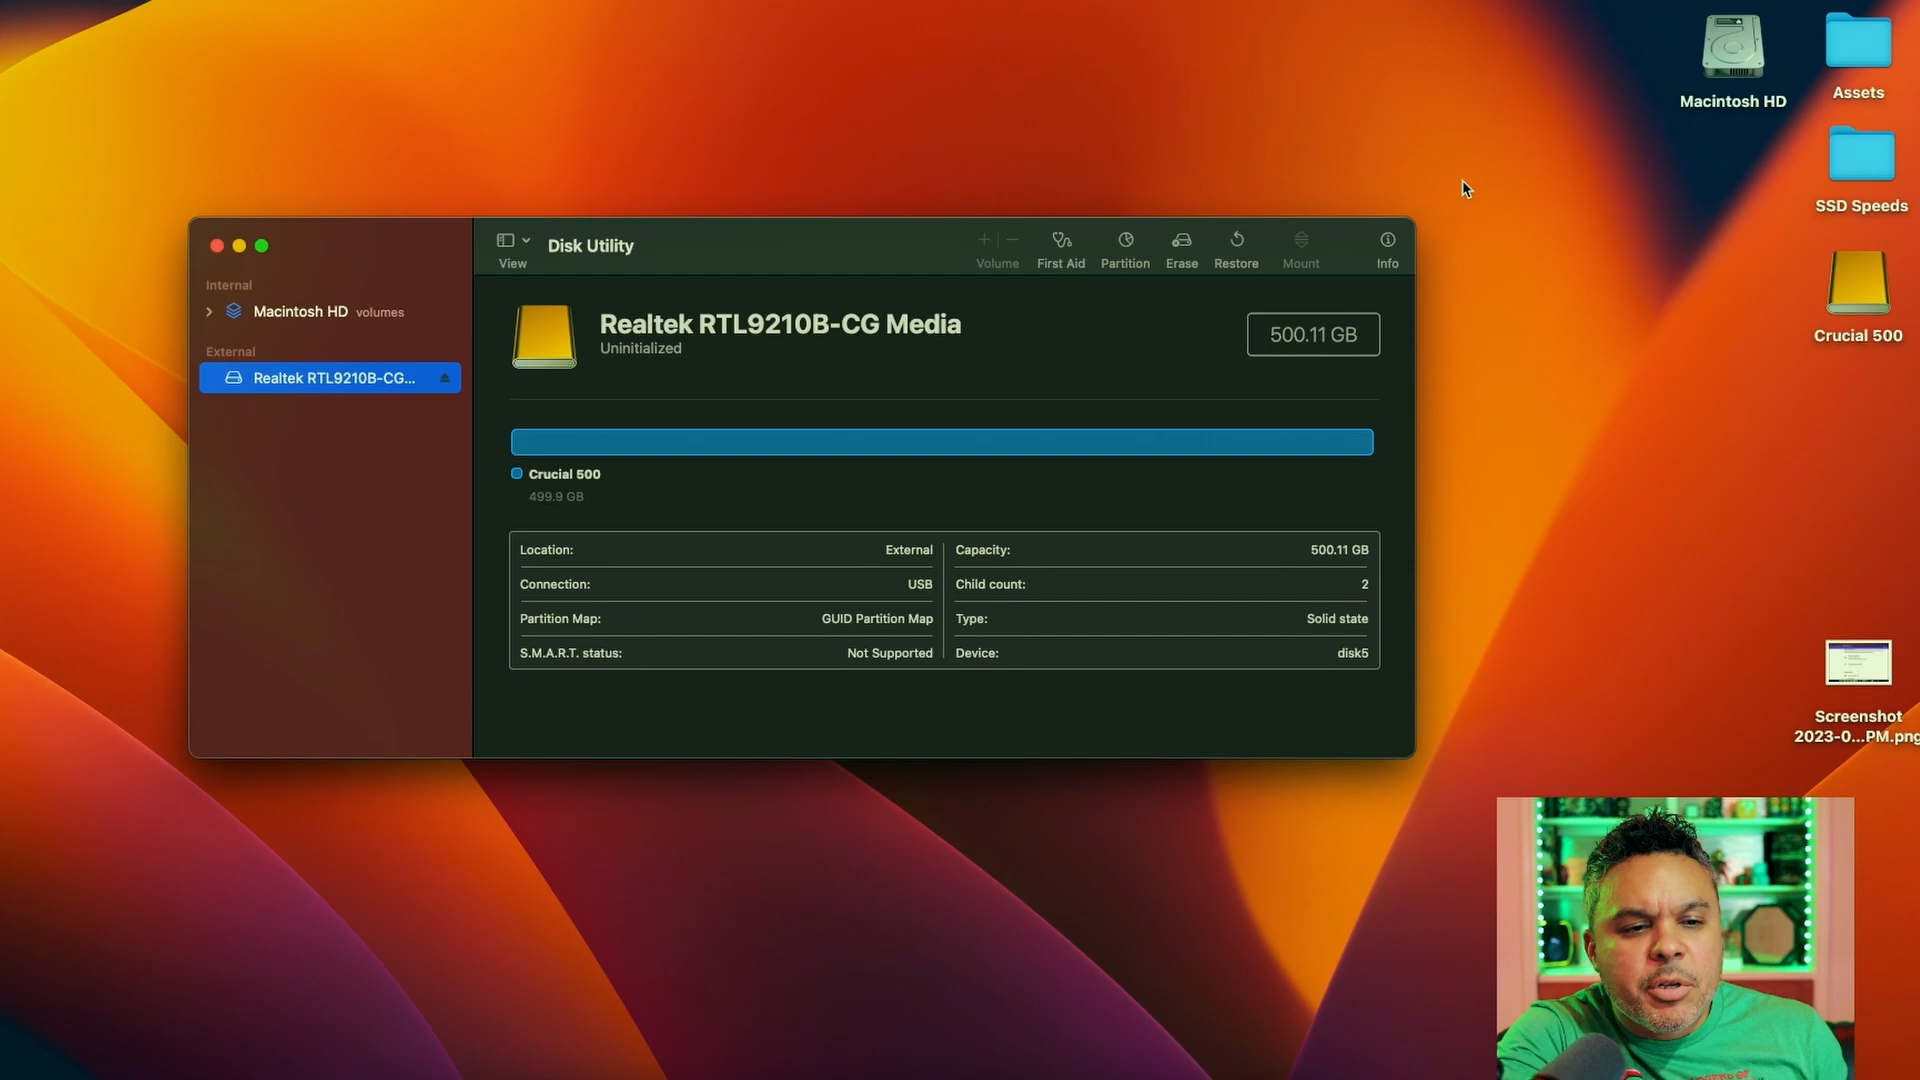 Macintosh HD
Assets
SSD Speeds
Crucial 500
Screenshot
2023-0...PM.png
View
Disk Utility
Volume
First Aid
Partition
Erase
Restore
Mount
Info
Internal
Macintosh HD volumes
External
Realtek RTL9210B-CG...
Realtek RTL9210B-CG Media
Uninitialized
500.11 GB
Crucial 500
499.9 GB
Location: External
Connection: USB
Partition Map: GUID Partition Map
S.M.A.R.T. status: Not Supported
Capacity: 500.11 GB
Child count: 2
Type: Solid state
Device: disk5